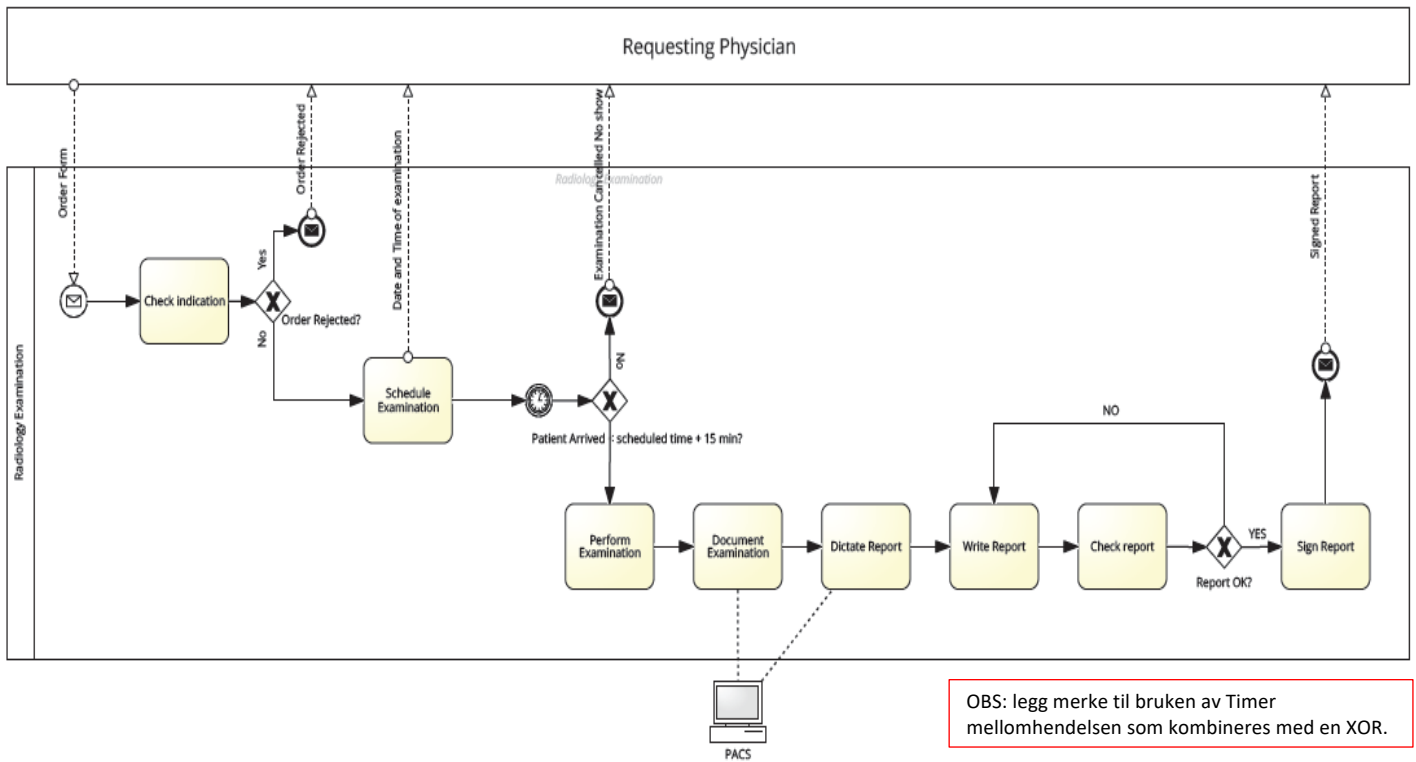 Requesting Physician
Order Form
Order Rejected
Date and Time of examination
Examination Cancelled No show
Signed Report
Radiology Examination
Radiology Examination
Check indication
Yes
No
Order Rejected?
Schedule
Examination
No
Patient Arrived : scheduled time + 15 min?
NO
Perform
Examination
Document
Examination
Dictate Report
Write Report
Check report
YES
Report OK?
Sign Report
PACS
OBS: legg merke til bruken av Timer
mellomhendelsen som kombineres med en XOR.